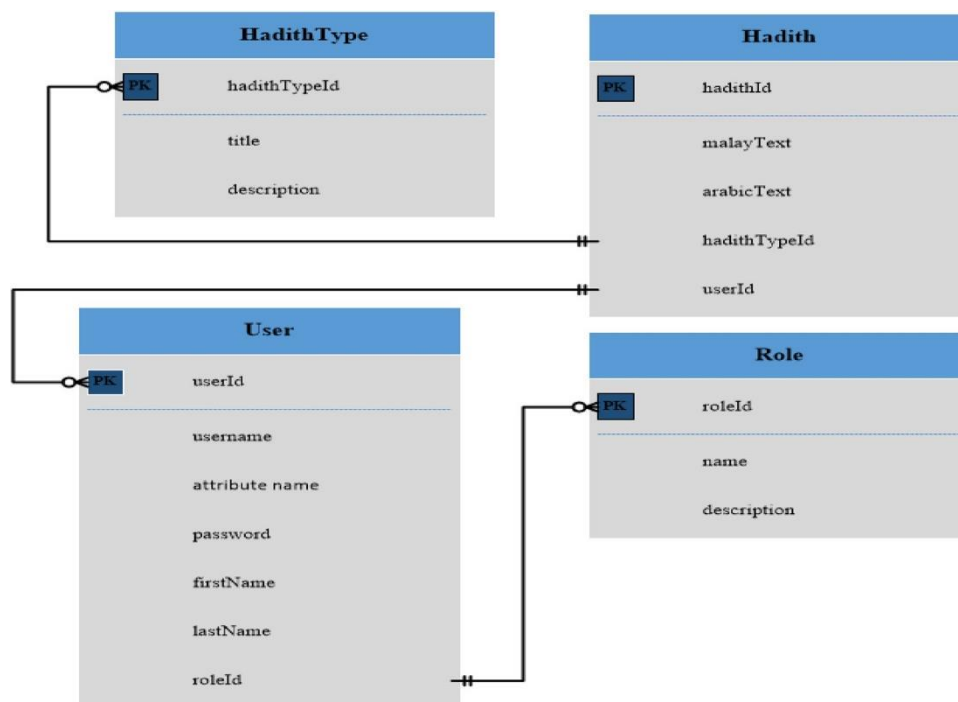 HadithType
PK hadithTypeId
title
description
Hadith
PK hadithId
malayText
arabicText
hadithTypeId
userId
User
PK userId
username
attribute name
password
firstName
lastName
roleId
Role
PK roleId
name
description